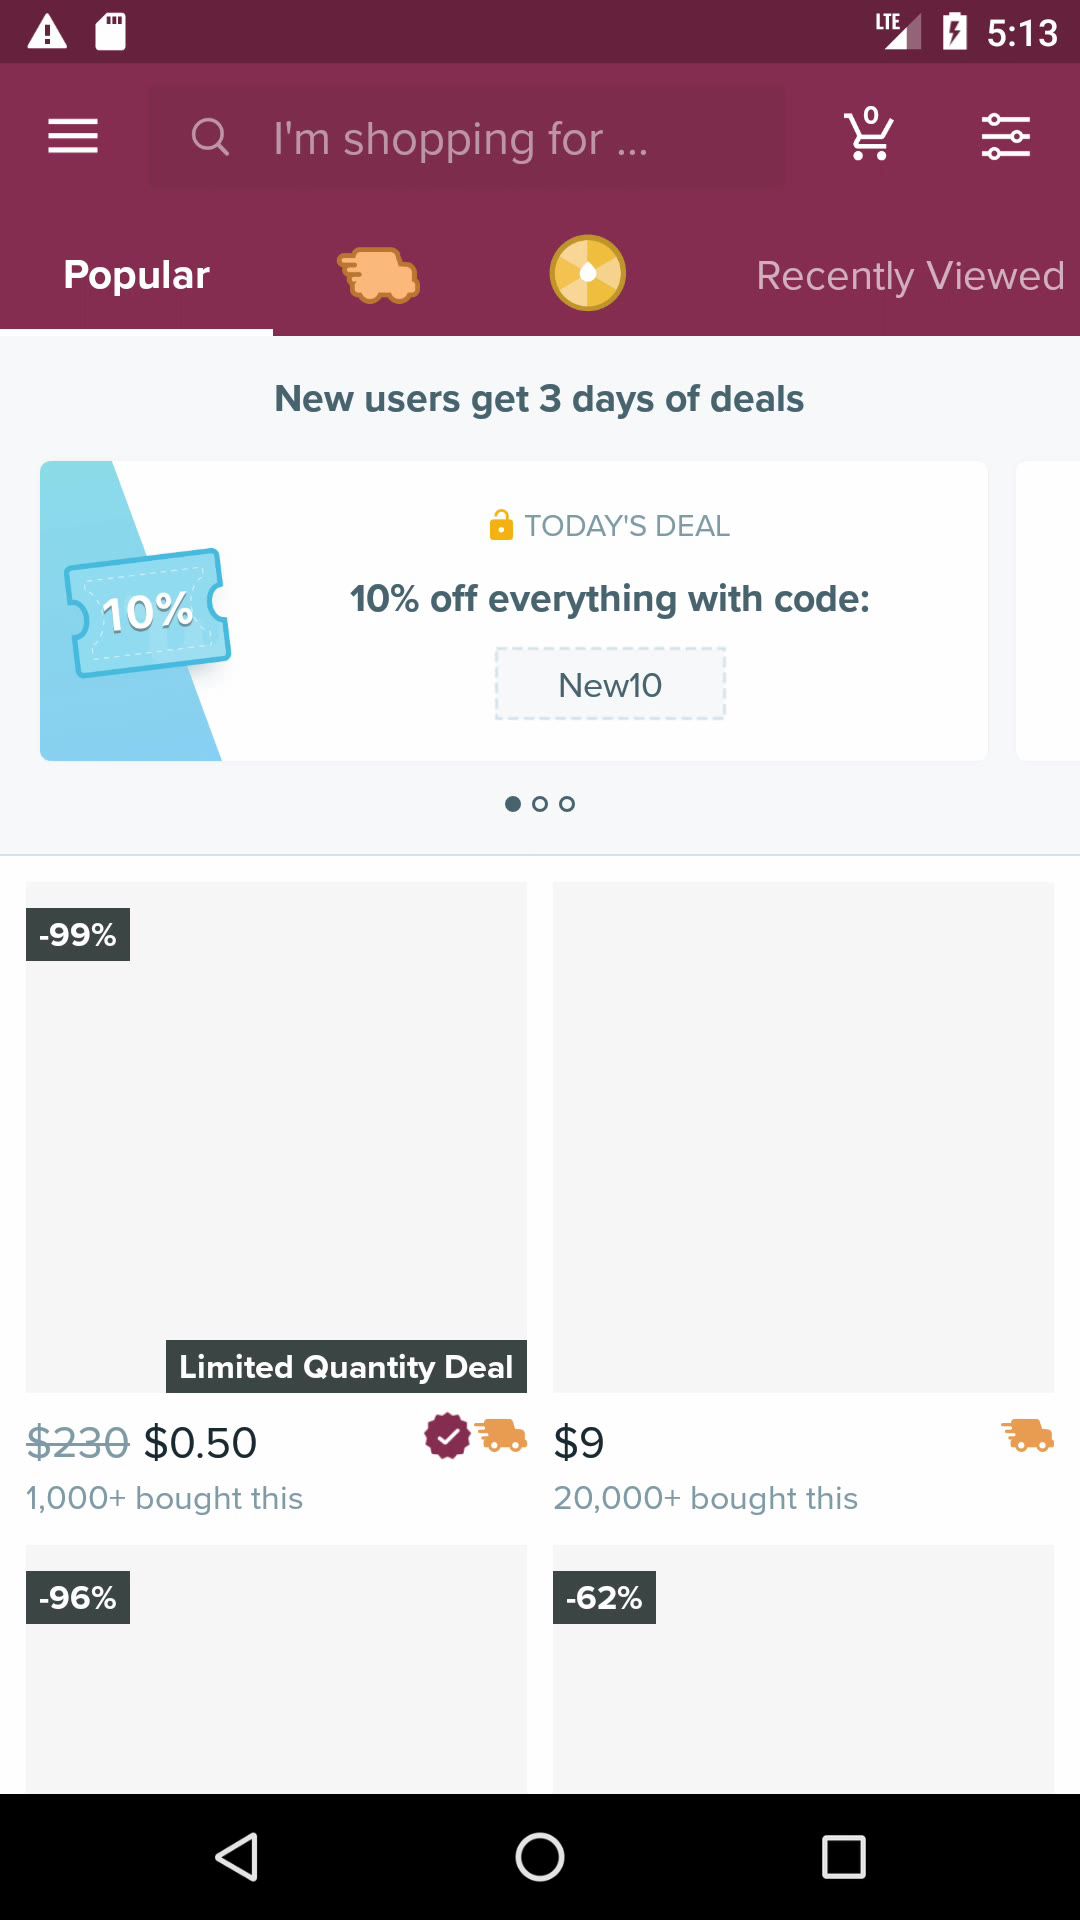 LTE 5:13
I'm shopping for ...
0
Popular
Recently Viewed
New users get 3 days of deals
TODAY'S DEAL
10%
10% off everything with code:
New10
-99%
Limited Quantity Deal
$230 $0.50
$9
1,000+ bought this
20,000+ bought this
-96%
-62%